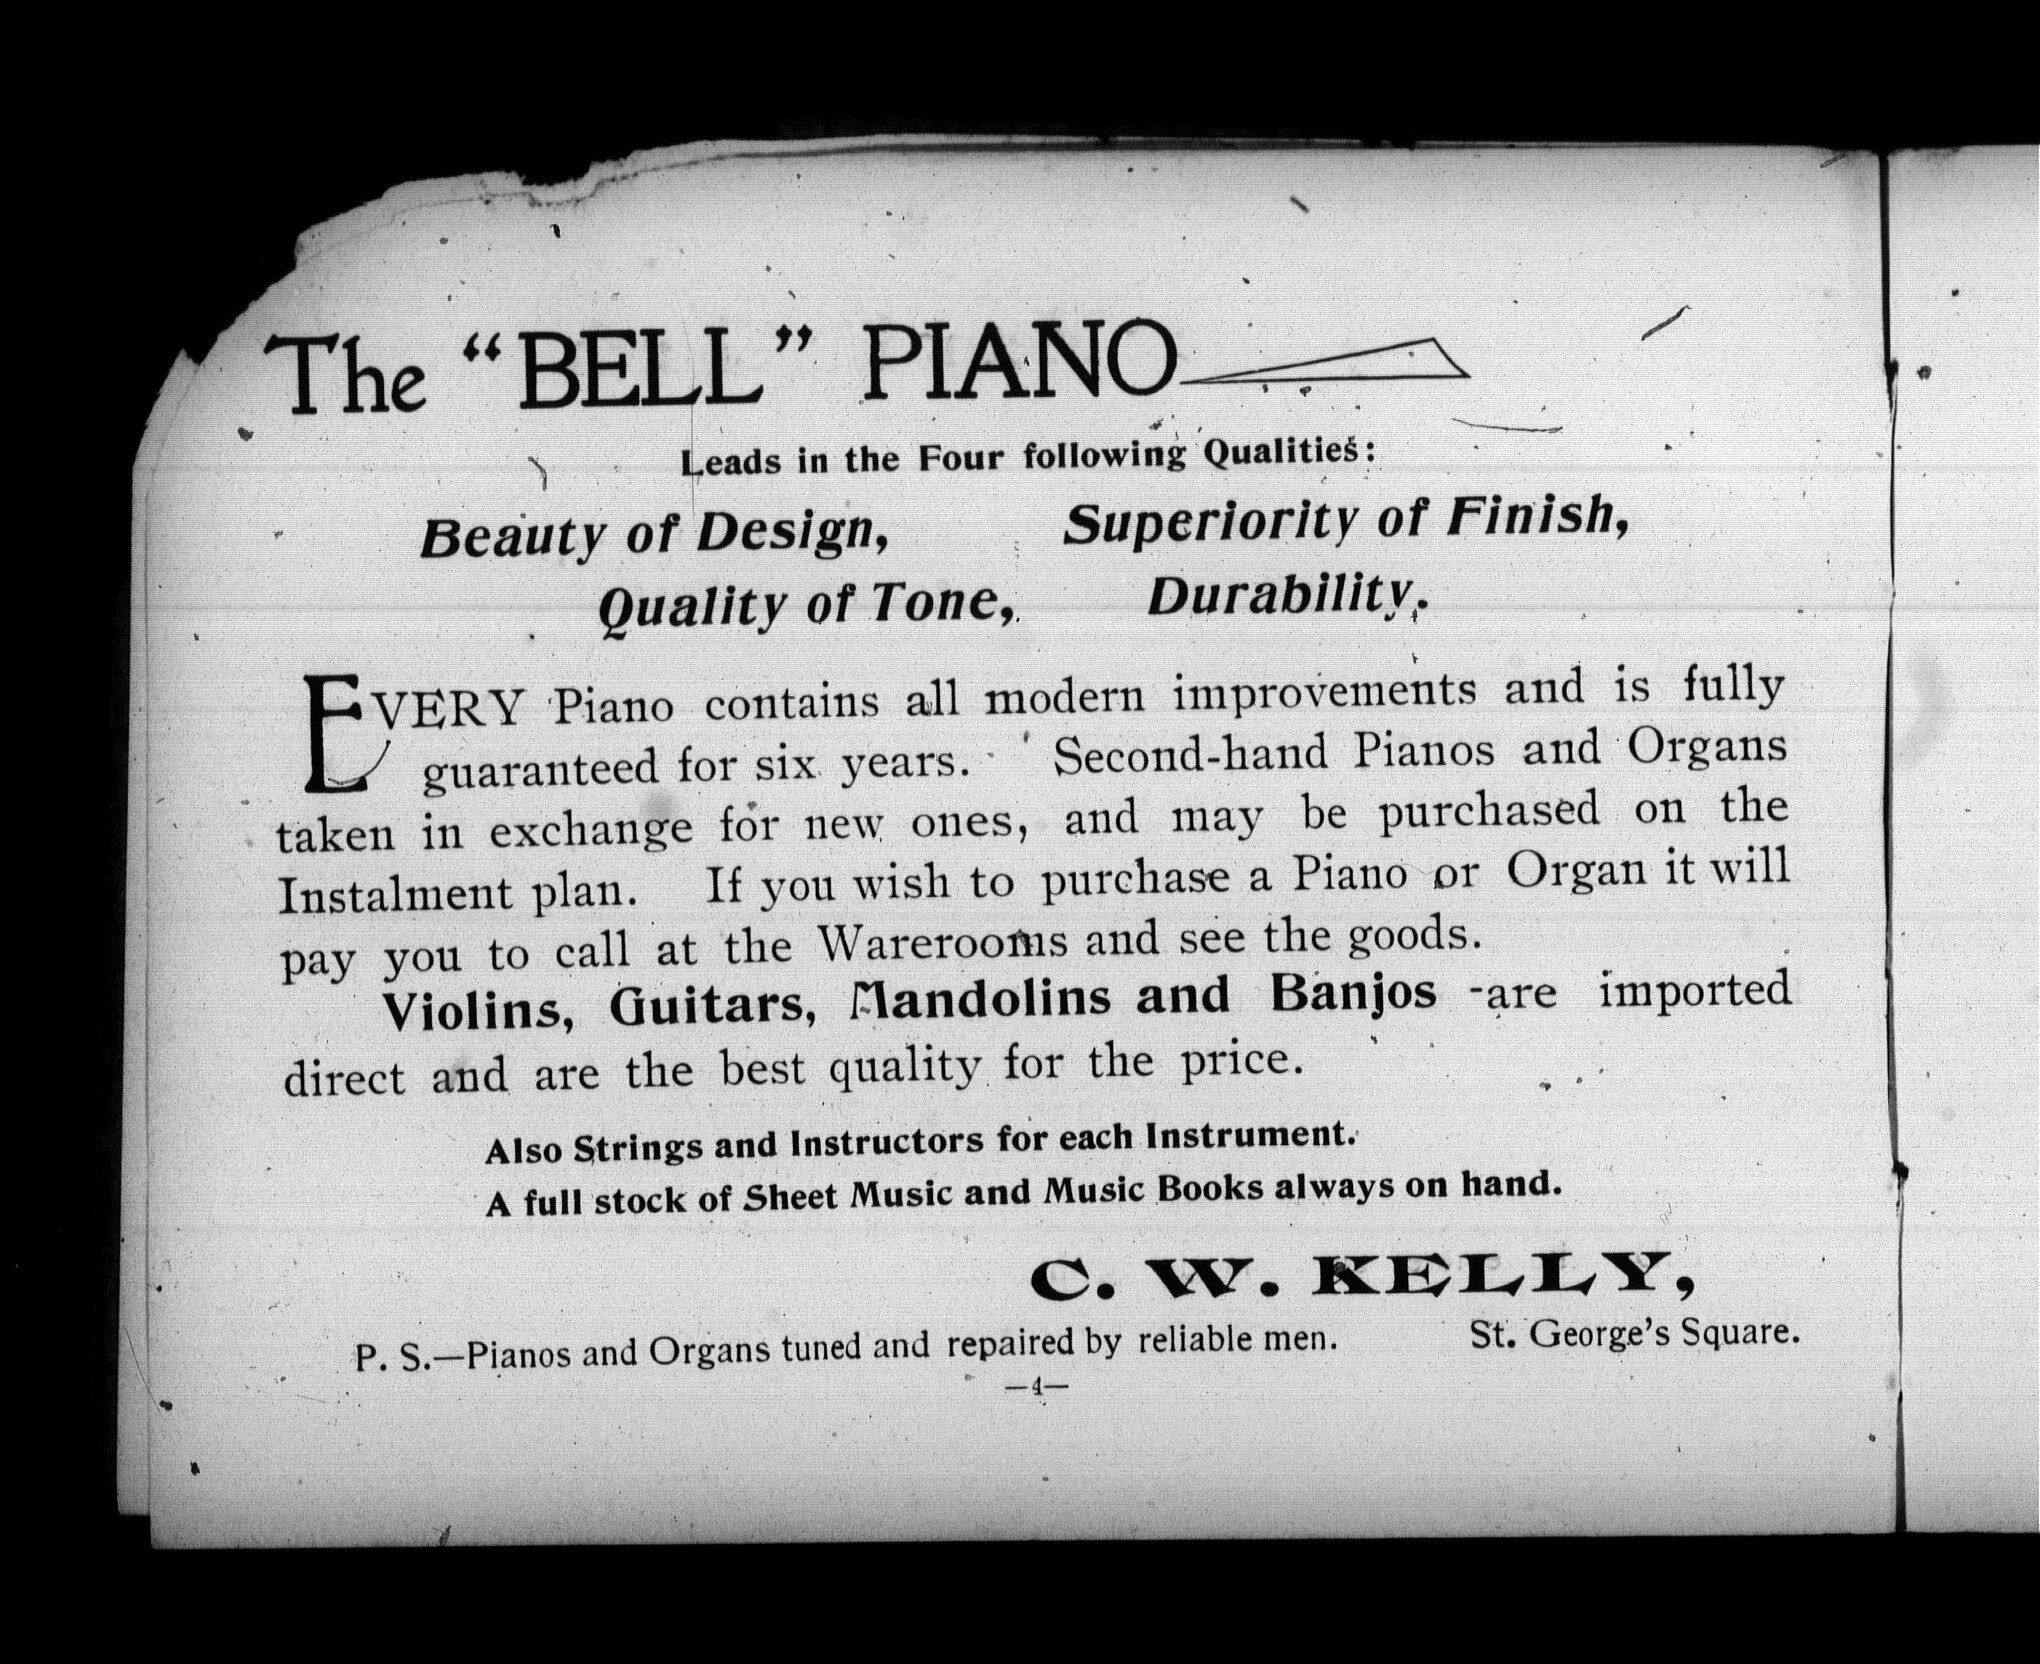 The “BELL” PIANO
Leads in the Four following Qualities:
Beauty of Design, Superiority of Finish,
Quality of Tone, Durability.
EVERY Piano contains all modern improvements and is fully
guaranteed for six years. Second-hand Pianos and Organs
taken in exchange for new ones, and may be purchased on the
Instalment plan. If you wish to purchase a Piano or Organ it will
pay you to call at the Warerooms and see the goods.
Violins, Guitars, Mandolins and Banjos are imported
direct and are the best quality for the price.
Also Strings and Instructors for each Instrument.
A full stock of Sheet Music and Music Books always on hand.
C. W. KELLY,
P. S.—Pianos and Organs tuned and repaired by reliable men. St. George’s Square.
—4—